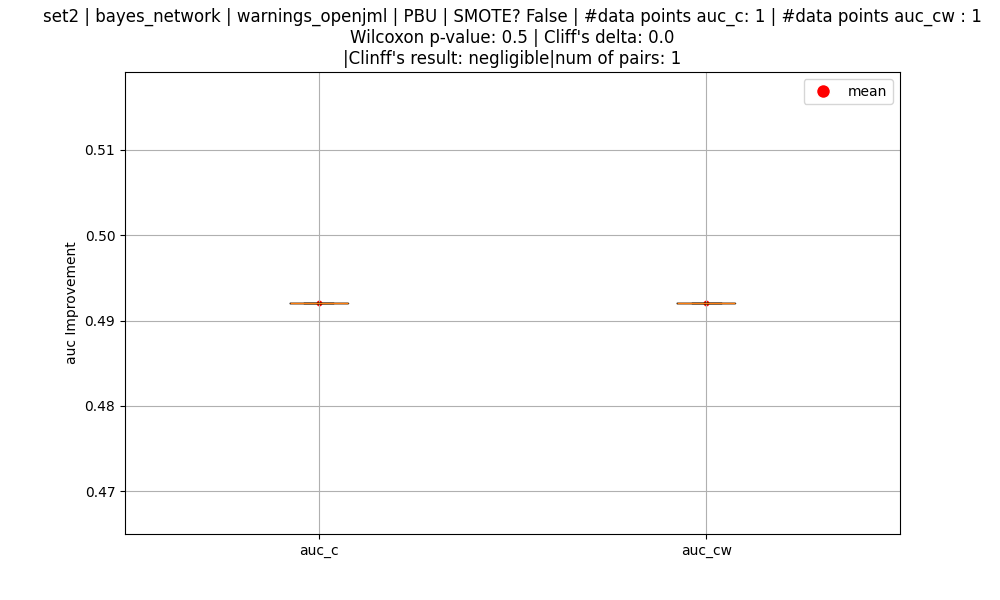 set2 | bayes_network | warnings_openjml | PBU | SMOTE? False | #data points auc_c: 1 | #data points auc_cw : 1
Wilcoxon p-value: 0.5 | Cliff's delta: 0.0
|Clinff's result: negligible|num of pairs: 1
mean
0.51
0.50
0.49
0.48
0.47
auc Improvement
auc_c
auc_cw